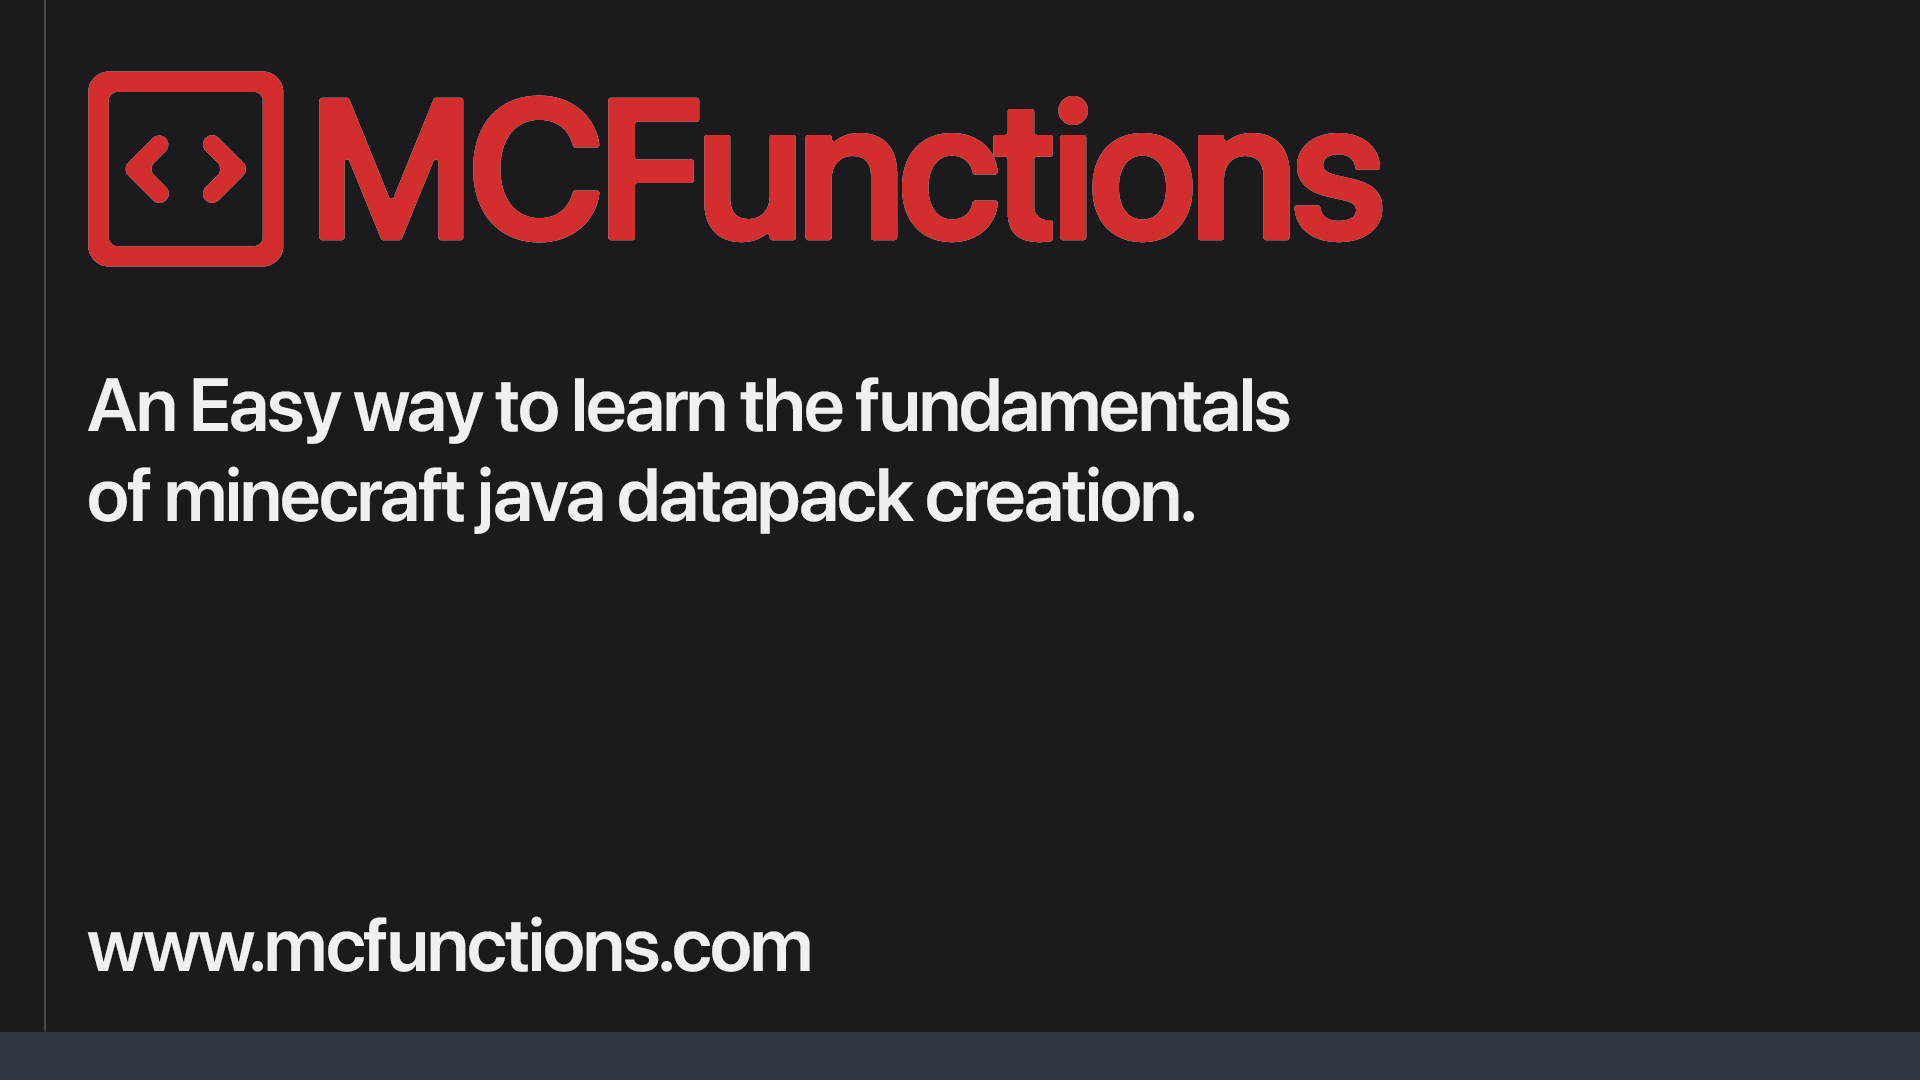 MCFunctions
An Easy way to learn the fundamentals
of minecraft java datapack creation.
www.mcfunctions.com